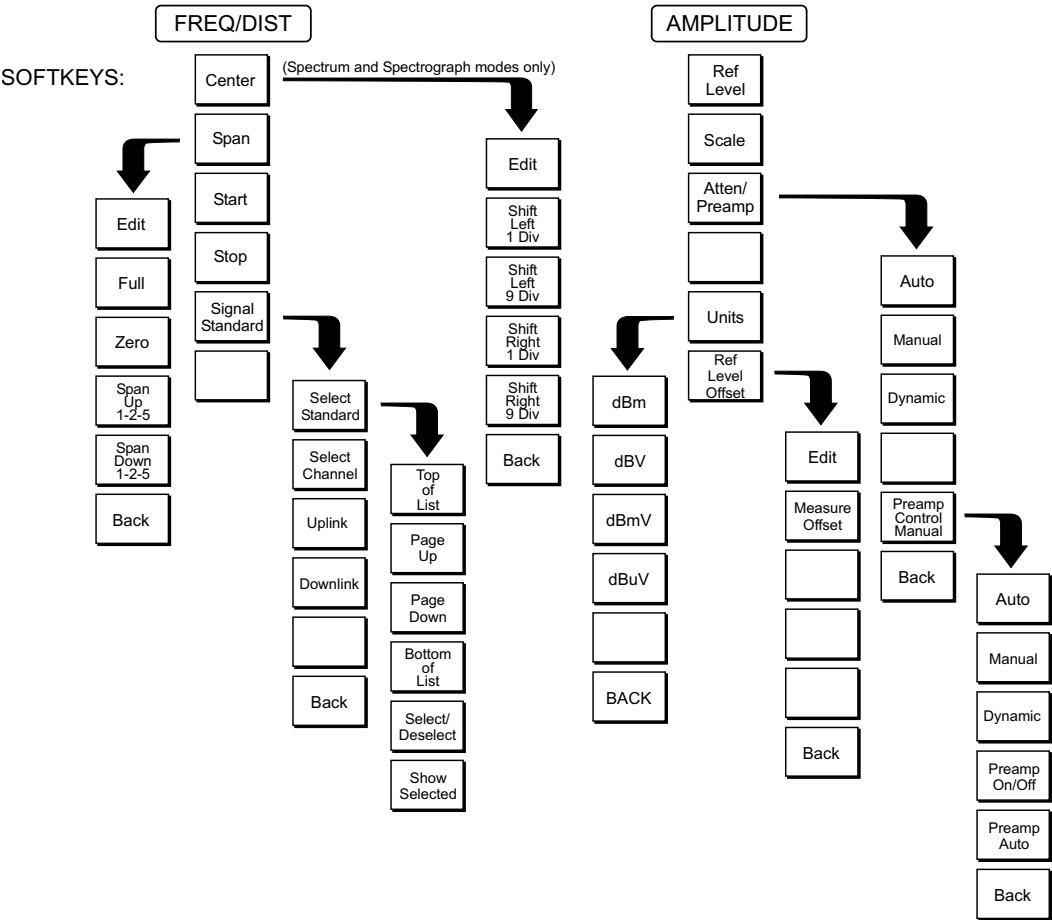 FREQ/DIST
AMPLITUDE
SOFTKEYS:
Center
(Spectrum and Spectrograph modes only)
Span
Start
Stop
Signal
Standard
Edit
Full
Zero
Span
Up
1-2-5
Span
Down
1-2-5
Back
Select
Standard
Select
Channel
Uplink
Downlink
Back
Top
of
List
Page
Up
Page
Down
Bottom
of
List
Select/
Deselect
Show
Selected
Edit
Shift
Left
1 Div
Shift
Left
9 Div
Shift
Right
1 Div
Shift
Right
9 Div
Back
Ref
Level
Scale
Atten/
Preamp
Units
Ref
Level
Offset
dBm
dBV
dBmV
dBuV
BACK
Edit
Measure
Offset
Back
Auto
Manual
Dynamic
Preamp
Control
Manual
Back
Auto
Manual
Dynamic
Preamp
On/Off
Preamp
Auto
Back